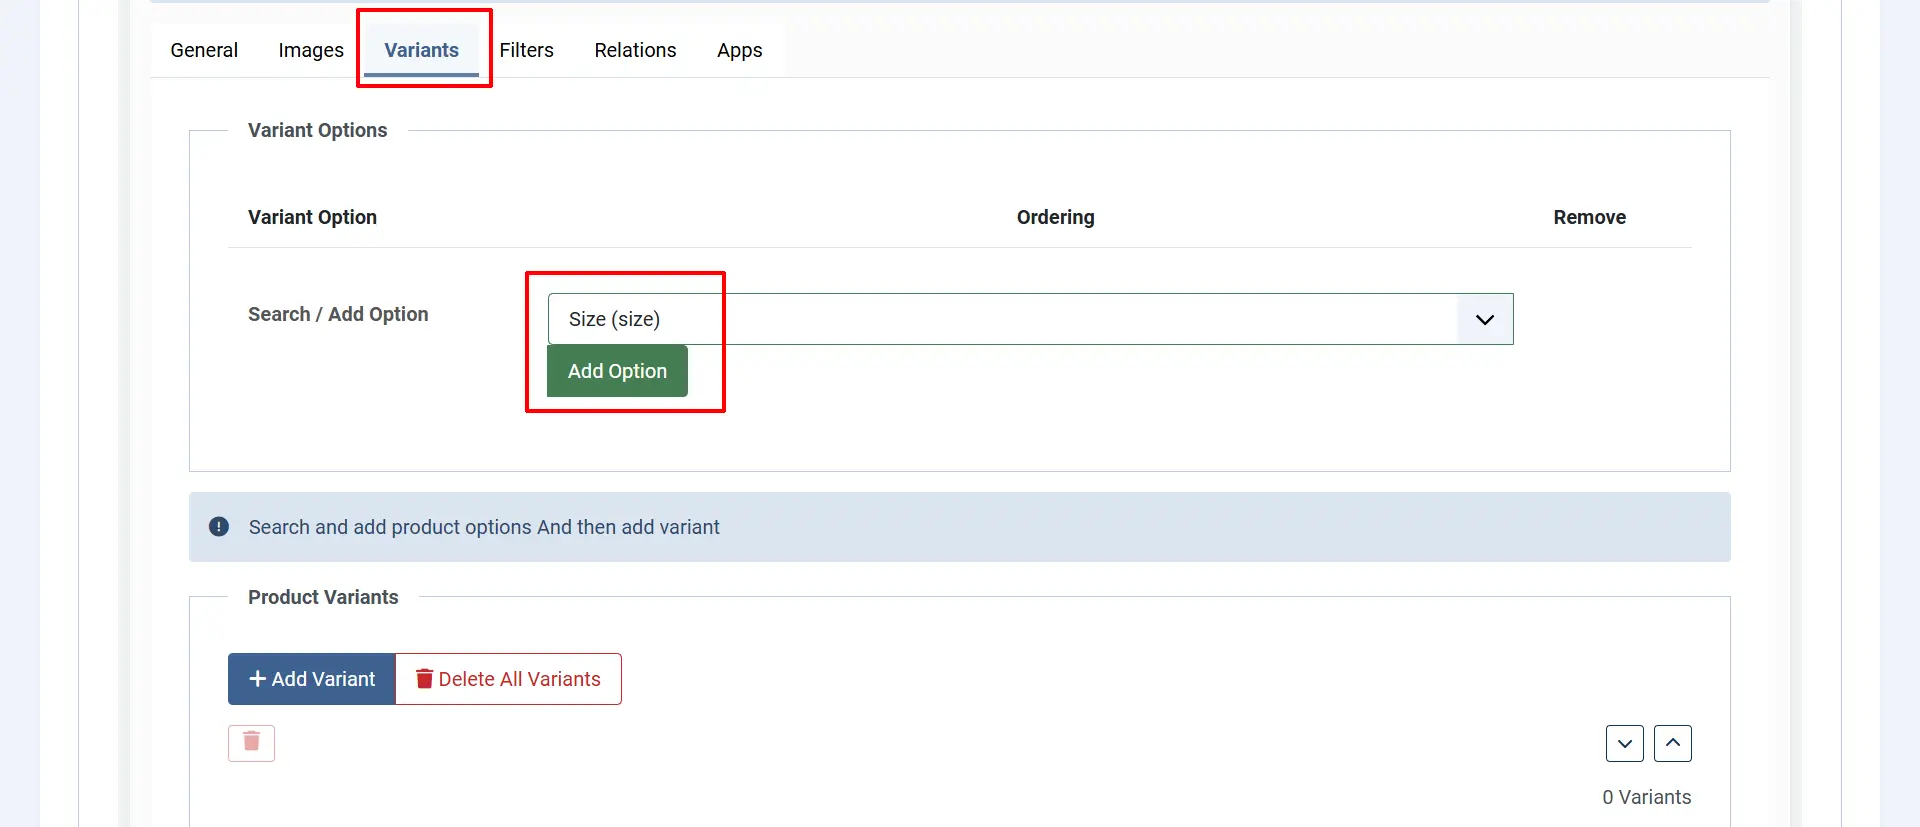 General Images Variants Filters Relations Apps
Variant Options
Variant Option Ordering Remove
Search / Add Option
Size (size)
Add Option
Search and add product options And then add variant
Product Variants
Add Variant Delete All Variants
0 Variants